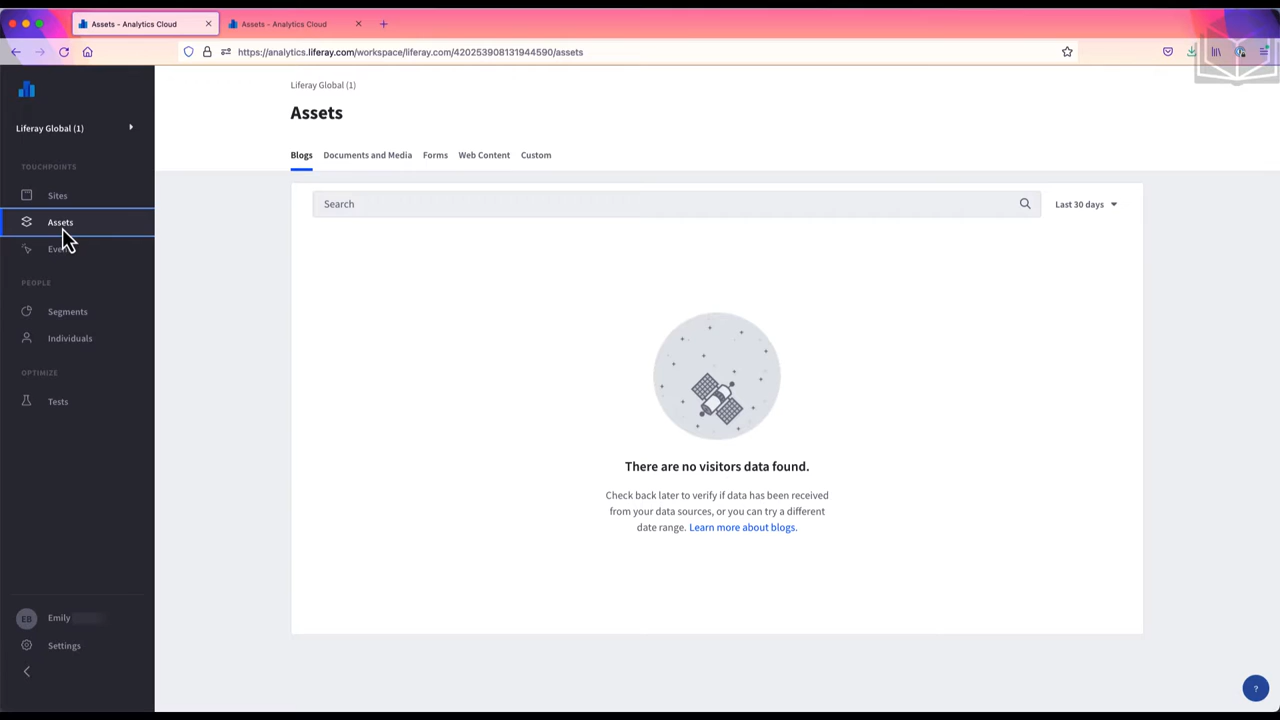 Assets - Analytics Cloud
Assets - Analytics Cloud
https://analytics.liferay.com/workspace/liferay.com/420253908131944590/assets
Liferay Global (1)
TOUCHPOINTS
Sites
Assets
PEOPLE
Segments
Individuals
OPTIMIZE
Tests
EB Emily
Settings
Liferay Global (1)
Assets
Blogs Documents and Media Forms Web Content Custom
Search Last 30 days
There are no visitors data found.
Check back later to verify if data has been received
from your data sources, or you can try a different
date range. Learn more about blogs.
?